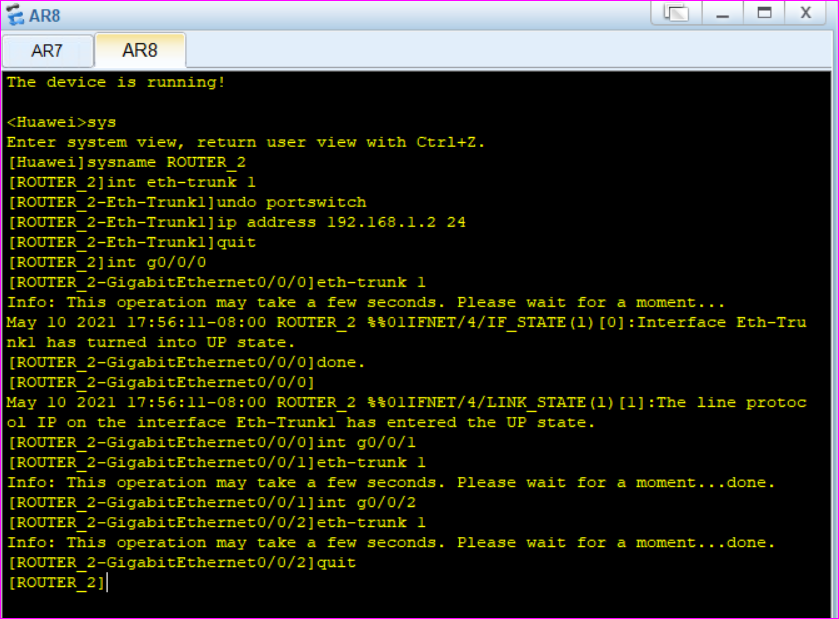 AR8
X
AR7
AR8
The device is running!
<Huawei>sys
Enter system view, return user view with Ctrl+Z.
[Huawei]sysname ROUTER_2
[ROUTER_2]int eth-trunk 1
[ROUTER_2-Eth-Trunk1]undo portswitch
[ROUTER_2-Eth-Trunk1]ip address 192.168.1.2 24
[ROUTER_2-Eth-Trunk1]quit
[ROUTER_2]int g0/0/0
[ROUTER_2-GigabitEthernet0/0/0]eth-trunk 1
Info: This operation may take a few seconds. Please wait for a moment...
May 10 2021 17:56:11-08:00 ROUTER_2 %%01IFNET/4/IF_STATE(l)[0]:Interface Eth-Tru
nk1 has turned into UP state.
[ROUTER_2-GigabitEthernet0/0/0]done.
[ROUTER_2-GigabitEthernet0/0/0]
May 10 2021 17:56:11-08:00 ROUTER_2 %%01IFNET/4/LINK_STATE(l)[1]:The line protoc
ol IP on the interface Eth-Trunk1 has entered the UP state.
[ROUTER_2-GigabitEthernet0/0/0]int g0/0/1
[ROUTER_2-GigabitEthernet0/0/1]eth-trunk 1
Info: This operation may take a few seconds. Please wait for a moment...done.
[ROUTER_2-GigabitEthernet0/0/1]int g0/0/2
[ROUTER_2-GigabitEthernet0/0/2]eth-trunk 1
Info: This operation may take a few seconds. Please wait for a moment...done.
[ROUTER_2-GigabitEthernet0/0/2]quit
[ROUTER_2]